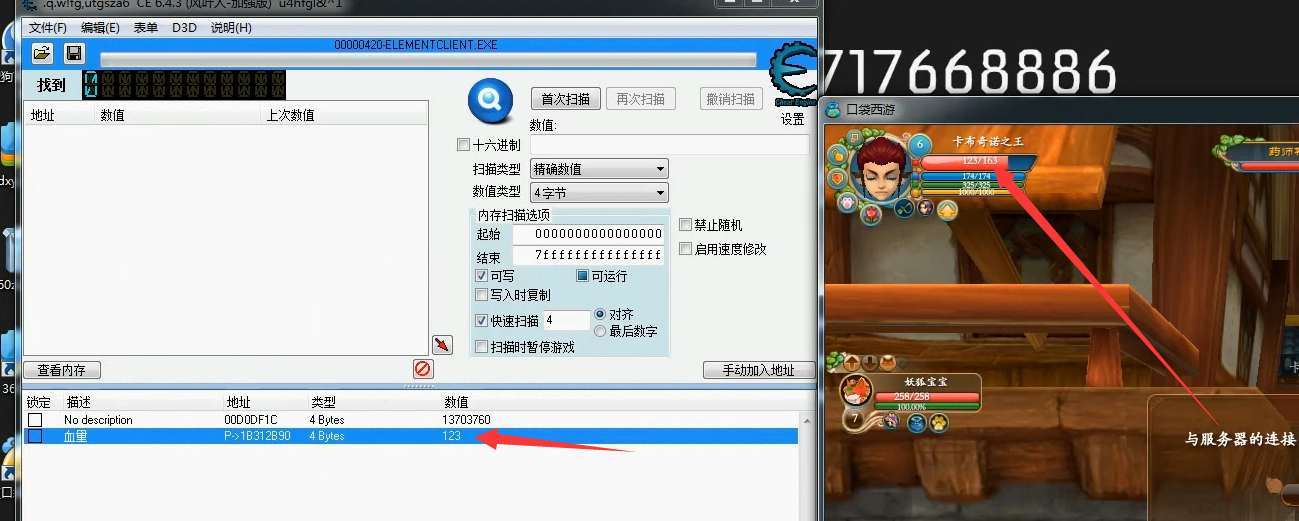 .q.w!fg,utgsza6 CE 6.4.3 (风叶人-加强版) u4hfgl&^1
文件(F) 编辑(E) 表单 D3D 说明(H)
00000420-ELEMENTCLIENT.EXE
找到 0
地址 数值 上次数值
首次扫描 再次扫描 撤销扫描
Cheat Engine
设置
数值:
十六进制
扫描类型 精确数值
数值类型 4 字节
内存扫描选项
起始 0000000000000000
结束 7fffffffffffffff
可写 可运行
写入时复制
快速扫描 4 对齐
最后数字
扫描时暂停游戏
禁止随机
启用速度修改
查看内存
手动加入地址
锁定 描述 地址 类型 数值
No description 00D0DF1C 4 Bytes 13703760
血量 P->1B312B90 4 Bytes 123
717668886
口袋西游
6 卡布奇诺之王
123/163
174/174
325/325
1000/1000
药师
妖狐宝宝
258/258
100.00%
7
与服务器的连接